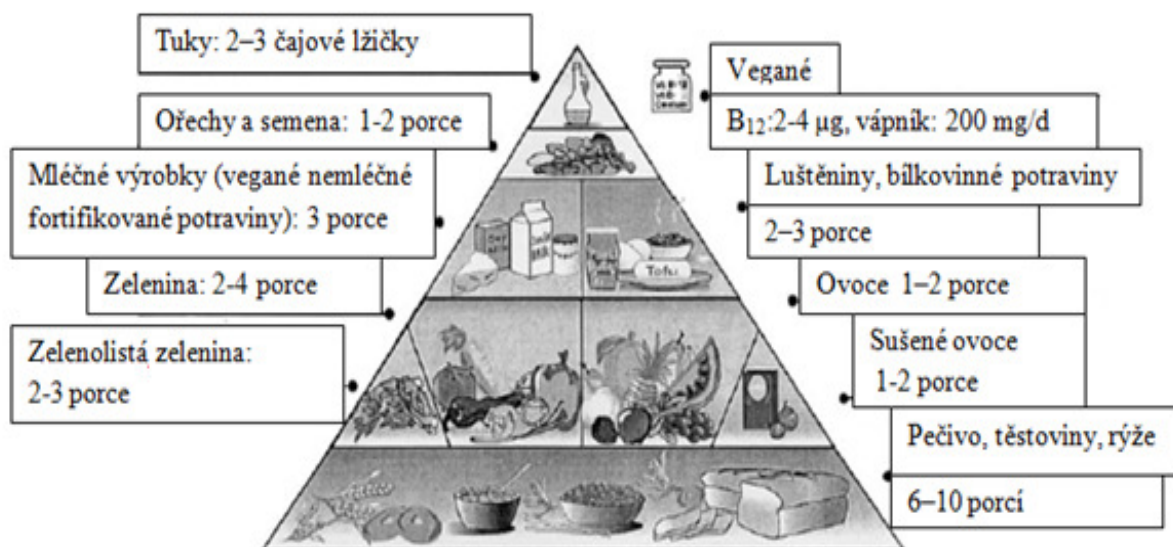 Tuky: 2–3 čajové lžičky
Ořechy a semena: 1-2 porce
Mléčné výrobky (vegané nemléčné
fortifikované potraviny): 3 porce
Zelenina: 2-4 porce
Zelenolistá zelenina:
2-3 porce
Vegané
B₁₂:2-4 µg, vápník: 200 mg/d
Luštěniny, bílkovinné potraviny
2–3 porce
Ovoce 1–2 porce
Sušené ovoce
1-2 porce
Pečivo, těstoviny, rýže
6–10 porcí
Tofu